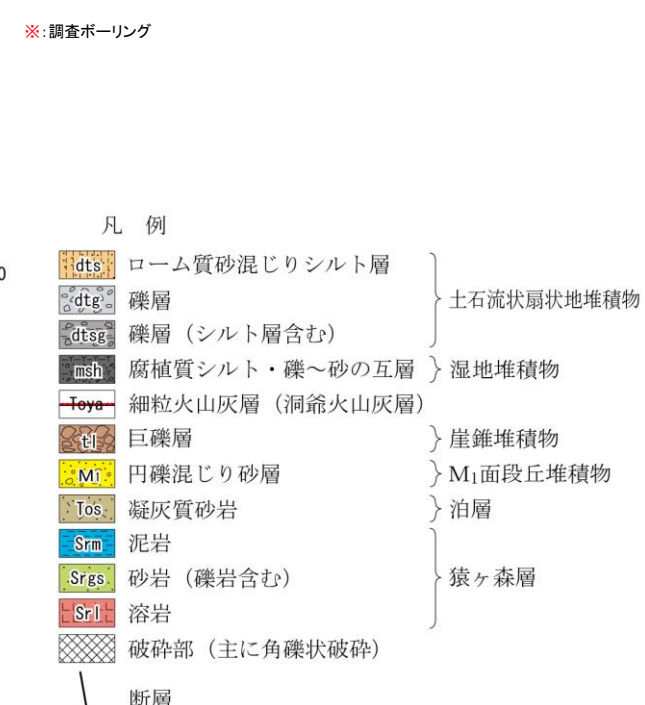 ※:調査ボーリング
凡 例
0
dts ローム質砂混じりシルト層
dtg 礫層
土石流状扇状地堆積物
dtsg 礫層(シルト層含む)
msh 腐植質シルト・礫~砂の互層 湿地堆積物
Toya 細粒火山灰層(洞爺火山灰層)
tl 巨礫層 崖錐堆積物
M1 円礫混じり砂層 M1面段丘堆積物
Tos 凝灰質砂岩 泊層
Srm 泥岩
Srgs 砂岩(礫岩含む) 猿ヶ森層
Srl 溶岩
破砕部(主に角礫状破砕)
断層